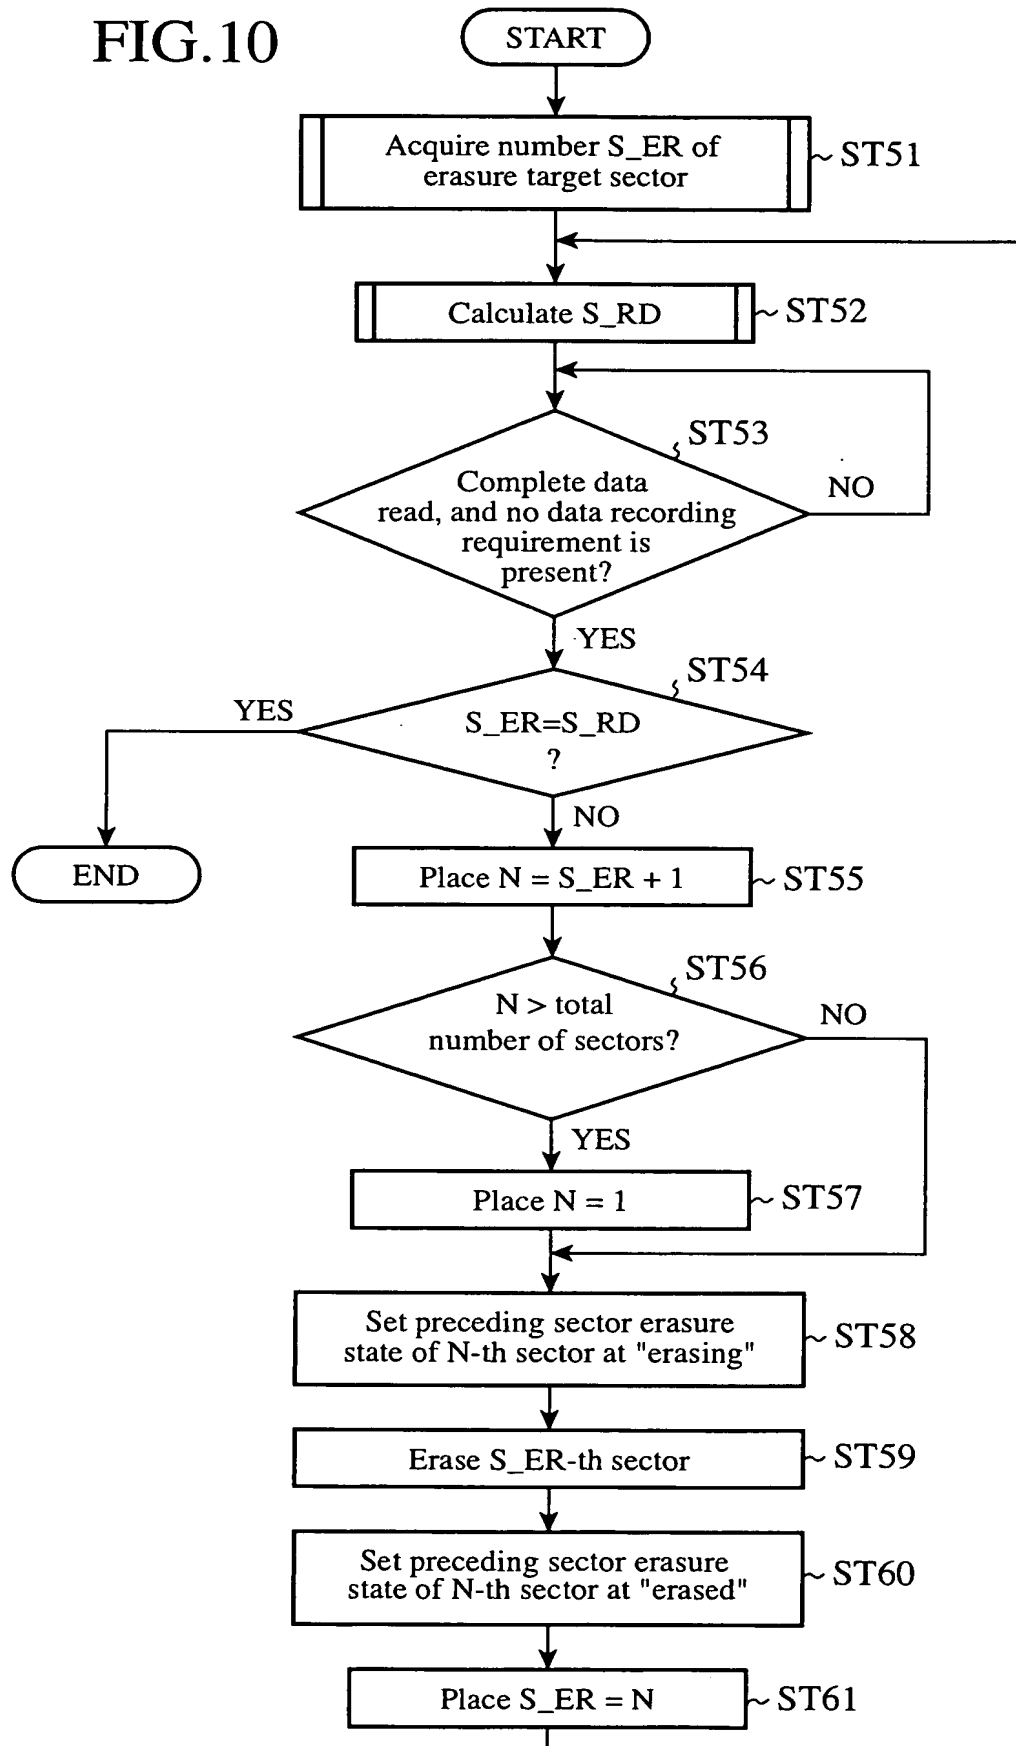 FIG.10
START
Acquire number S_ER of
erasure target sector
ST51
Calculate S_RD
ST52
ST53
Complete data
read, and no data recording
requirement is
present?
NO
YES
ST54
YES
S_ER=S_RD
?
NO
END
Place N = S_ER + 1
ST55
ST56
N > total
number of sectors?
NO
YES
Place N = 1
ST57
Set preceding sector erasure
state of N-th sector at "erasing"
ST58
Erase S_ER-th sector
ST59
Set preceding sector erasure
state of N-th sector at "erased"
ST60
Place S_ER = N
ST61